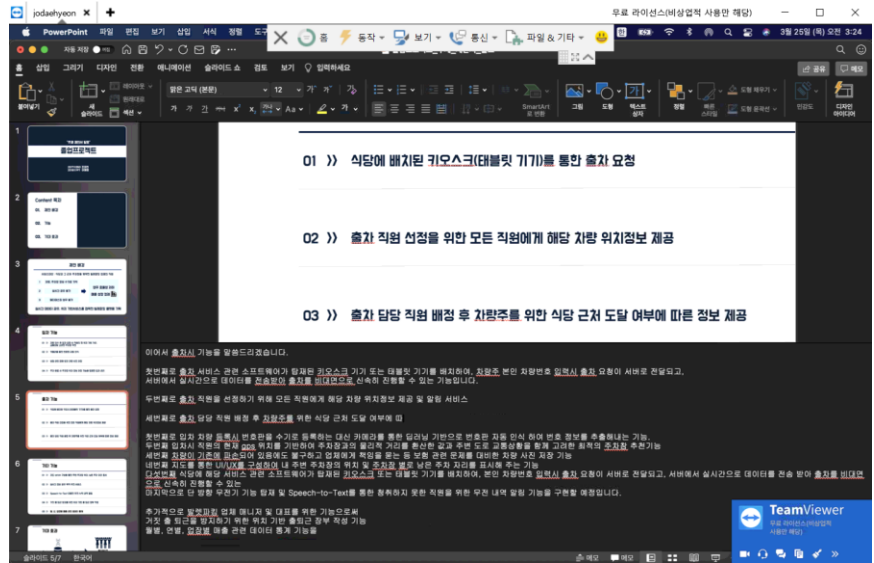 jodaehyeon
무료 라이선스(비상업적 사용만 해당)
PowerPoint 파일 편집 보기 삽입 서식 정렬 도구
홈 동작 보기 통신 파일 & 기타
3월 25일 (목) 오전 3:24
자동 저장
홈 삽입 그리기 디자인 전환 애니메이션 슬라이드 쇼 검토 보기 입력하세요
공유 메모
붙여넣기 새 슬라이드 레이아웃 원래대로 섹션
맑은 고딕 (본문) 12
SmartArt로 변환 그림 도형 텍스트 상자 정렬 빠른 스타일 도형 채우기 도형 윤곽선 민감도 디자인 아이디어
1
졸업프로젝트
2
Content 목차
3
4
5
6
7
01 》 식당에 배치된 키오스크(태블릿 기기)를 통한 출차 요청
02 》 출차 직원 선정을 위한 모든 직원에게 해당 차량 위치정보 제공
03 》 출차 담당 직원 배정 후 차량주를 위한 식당 근처 도달 여부에 따른 정보 제공
이어서 출차시 기능을 말씀드리겠습니다.
첫번째로 출차 서비스 관련 소프트웨어가 탑재된 키오스크 기기 또는 태블릿 기기를 배치하여, 차량주 본인 차량번호 입력시 출차 요청이 서버로 전달되고,
서버에서 실시간으로 데이터를 전송받아 출차를 비대면으로 신속히 진행할 수 있는 기능입니다.
두번째로 출차 직원을 선정하기 위해 모든 직원에게 해당 차량 위치정보 제공 및 알림 서비스
세번째로 출차 담당 직원 배정 후 차량주를 위한 식당 근처 도달 여부에 따
첫번째로 입차 차량 등록시 번호판을 수기로 등록하는 대신 카메라를 통한 딥러닝 기반으로 번호판 자동 인식 하여 번호 정보를 추출해내는 기능.
두번째 입차시 직원의 현재 gps 위치를 기반하여 주차장과의 물리적 거리를 환산한 값과 주변 도로 교통상황을 함께 고려한 최적의 주차장 추천기능
세번째 차량이 기존에 파손되어 있음에도 불구하고 업체에게 책임을 묻는 등 보험 관련 문제를 대비한 차량 사진 저장 기능
네번째 지도를 통한 UI/UX를 구성하여 내 주변 주차장의 위치 및 주차장 별로 남은 주차 자리를 표시해 주는 기능
다섯번째 식당에 해당 서비스 관련 소프트웨어가 탑재된 키오스크 또는 태블릿 기기를 배치하여, 본인 차량번호 입력시 출차 요청이 서버로 전달되고, 서버에서 실시간으로 데이터를 전송 받아 출차를 비대면
으로 신속히 진행할 수 있는
마지막으로 단 방향 무전기 기능 탑재 및 Speech-to-Text를 통한 청취하지 못한 직원을 위한 무전 내역 알림 기능을 구현할 예정입니다.
추가적으로 발렛파킹 업체 매니저 및 대표를 위한 기능으로써
거짓 출 퇴근을 방지하기 위한 위치 기반 출퇴근 장부 작성 기능
월별, 연별, 업장별 매출 관련 데이터 통계 기능을
TeamViewer
무료 라이선스(비상업적
사용만 해당)
슬라이드 5/7 한국어
메모 메모